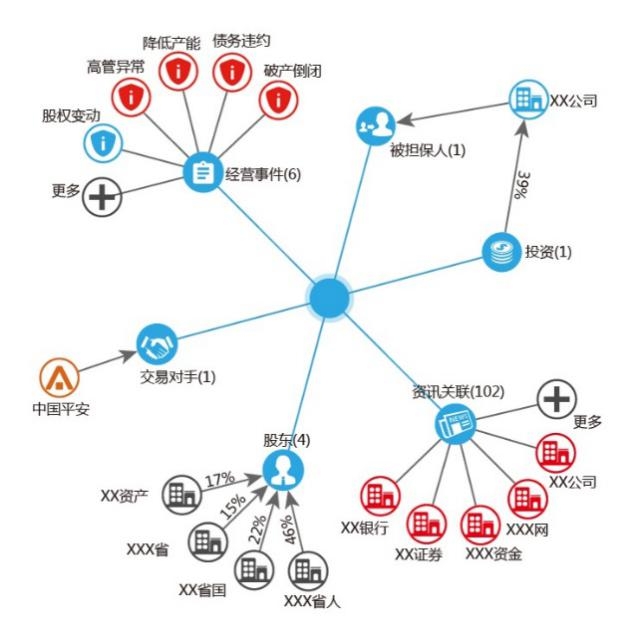 降低产能
债务违约
高管异常
破产倒闭
股权变动
更多
经营事件(6)
被担保人(1)
XX公司
39%
投资(1)
交易对手(1)
中国平安
资讯关联(102)
NEWS
更多
XX公司
XXX网
XXX资金
XX证券
XX银行
股东(4)
17%
15%
22%
46%
XX资产
XXX省
XX省国
XXX省人